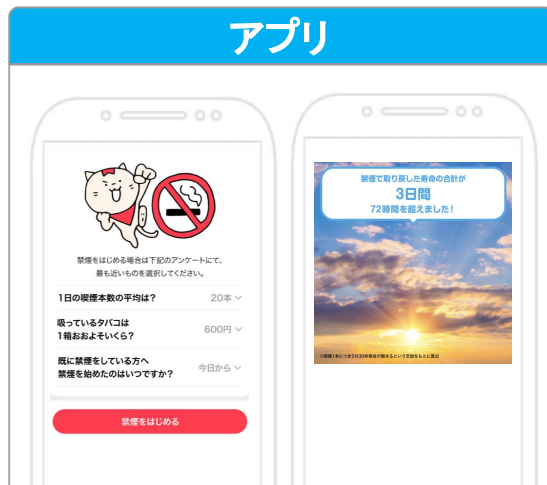 アプリ
禁煙をはじめる場合は下記のアンケートにて、
最も近いものを選択してください。
1日の喫煙本数の平均は?
20本
吸っているタバコは
1箱おおよそいくら?
600円
既に禁煙をしている方へ
禁煙を始めたのはいつですか?
今日から
禁煙をはじめる
禁煙で取り戻した寿命の合計が
3日間
72時間を超えました!